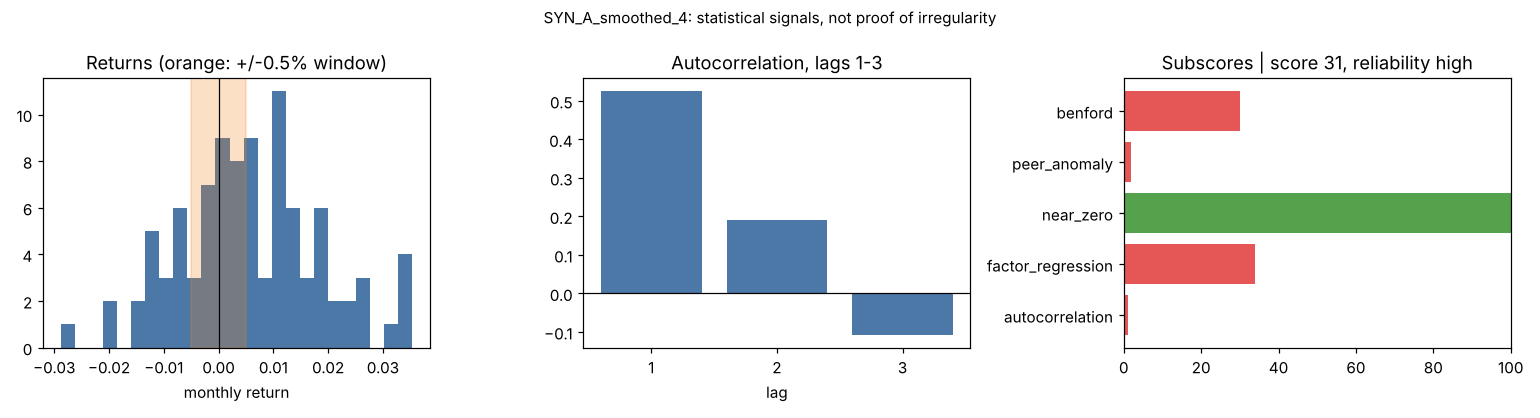 SYN_A_smoothed_4: statistical signals, not proof of irregularity
Returns (orange: +/-0.5% window)
10
8
6
4
2
0
−0.03 −0.02 −0.01 0.00 0.01 0.02 0.03
monthly return
Autocorrelation, lags 1-3
0.5
0.4
0.3
0.2
0.1
0.0
−0.1
1 2 3
lag
Subscores | score 31, reliability high
benford
peer_anomaly
near_zero
factor_regression
autocorrelation
0 20 40 60 80 100